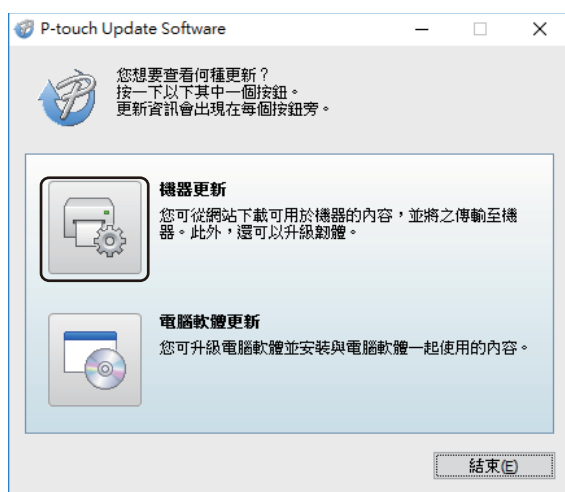 P-touch Update Software
您想要查看何種更新？
按一下以下其中一個按鈕。
更新資訊會出現在每個按鈕旁。
機器更新
您可從網站下載可用於機器的內容，並將之傳輸至機
器。此外，還可以升級韌體。
電腦軟體更新
您可升級電腦軟體並安裝與電腦軟體一起使用的內容。
結束(E)